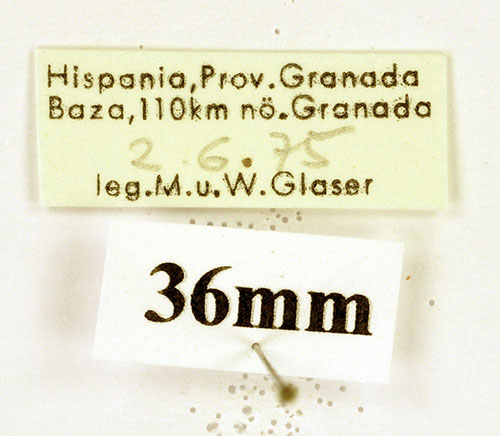 Hispania,Prov.Granada
Baza,110km nö.Granada
2.6.75
leg.M.u.W.Glaser
36mm